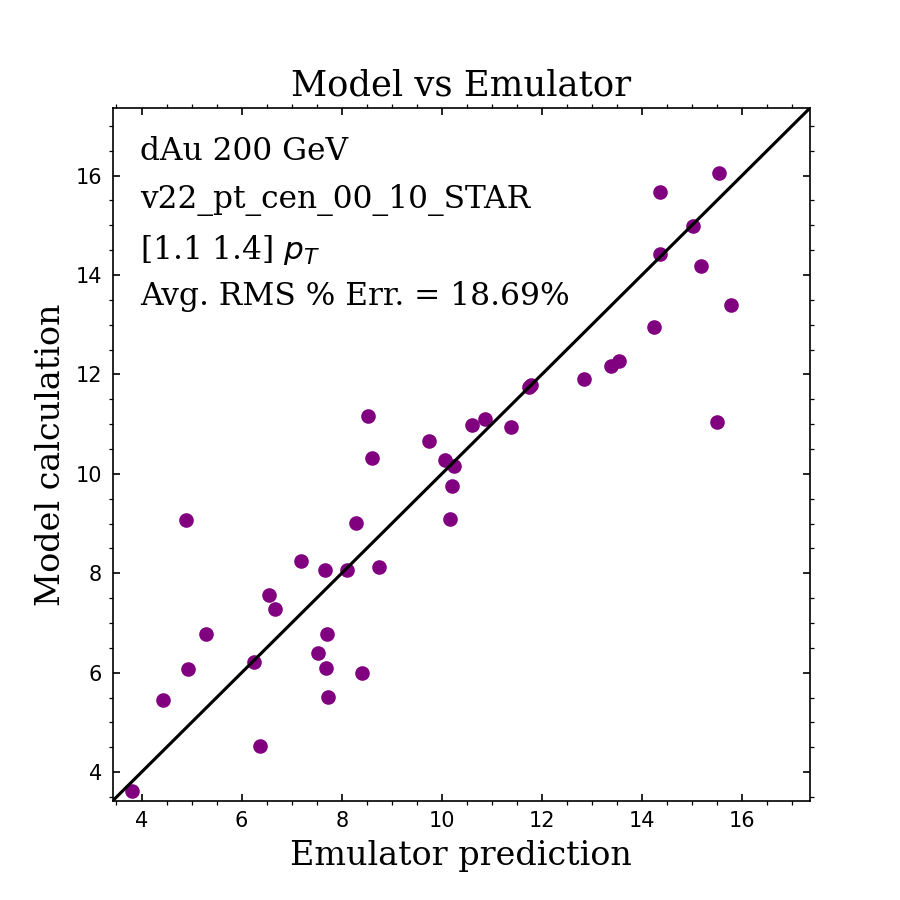 Model vs Emulator
dAu 200 GeV
v22_pt_cen_00_10_STAR
[1.1 1.4] p_T
Avg. RMS % Err. = 18.69%
16
14
12
10
8
6
4
Model calculation
4 6 8 10 12 14 16
Emulator prediction